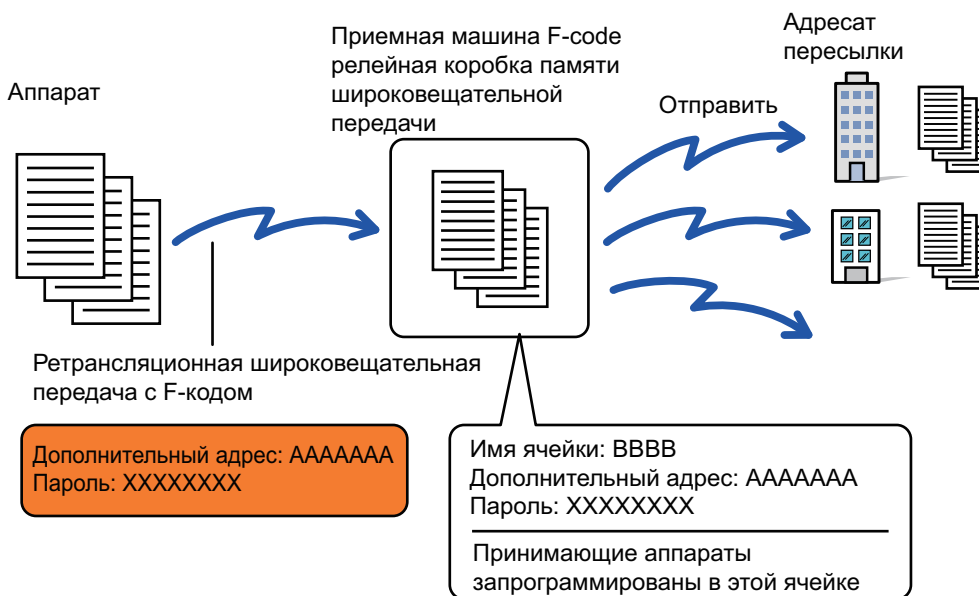 Аппарат
Приемная машина F-code
релейная коробка памяти
широковещательной
передачи
Отправить
Адресат
пересылки
Ретрансляционная широковещательная
передача с F-кодом
Дополнительный адрес: AAAAAAA
Пароль: XXXXXXXX
Имя ячейки: BBBB
Дополнительный адрес: AAAAAAA
Пароль: XXXXXXXX
Принимающие аппараты
запрограммированы в этой ячейке